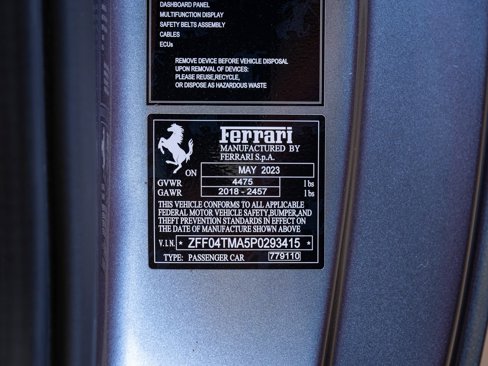 DASHBOARD PANEL
MULTIFUNCTION DISPLAY
SAFETY BELTS ASSEMBLY
CABLES
ECUs
REMOVE DEVICE BEFORE VEHICLE DISPOSAL
UPON REMOVAL OF DEVICES:
PLEASE REUSE,RECYCLE,
OR DISPOSE AS HAZARDOUS WASTE
Ferrari
MANUFACTURED BY
FERRARI S.p.A.
ON MAY 2023
GVWR 4475 lbs
GAWR 2018 - 2457 lbs
THIS VEHICLE CONFORMS TO ALL APPLICABLE
FEDERAL MOTOR VEHICLE SAFETY,BUMPER,AND
THEFT PREVENTION STANDARDS IN EFFECT ON
THE DATE OF MANUFACTURE SHOWN ABOVE
V.I.N. * ZFF04TMA5P0293415 *
TYPE: PASSENGER CAR 779110